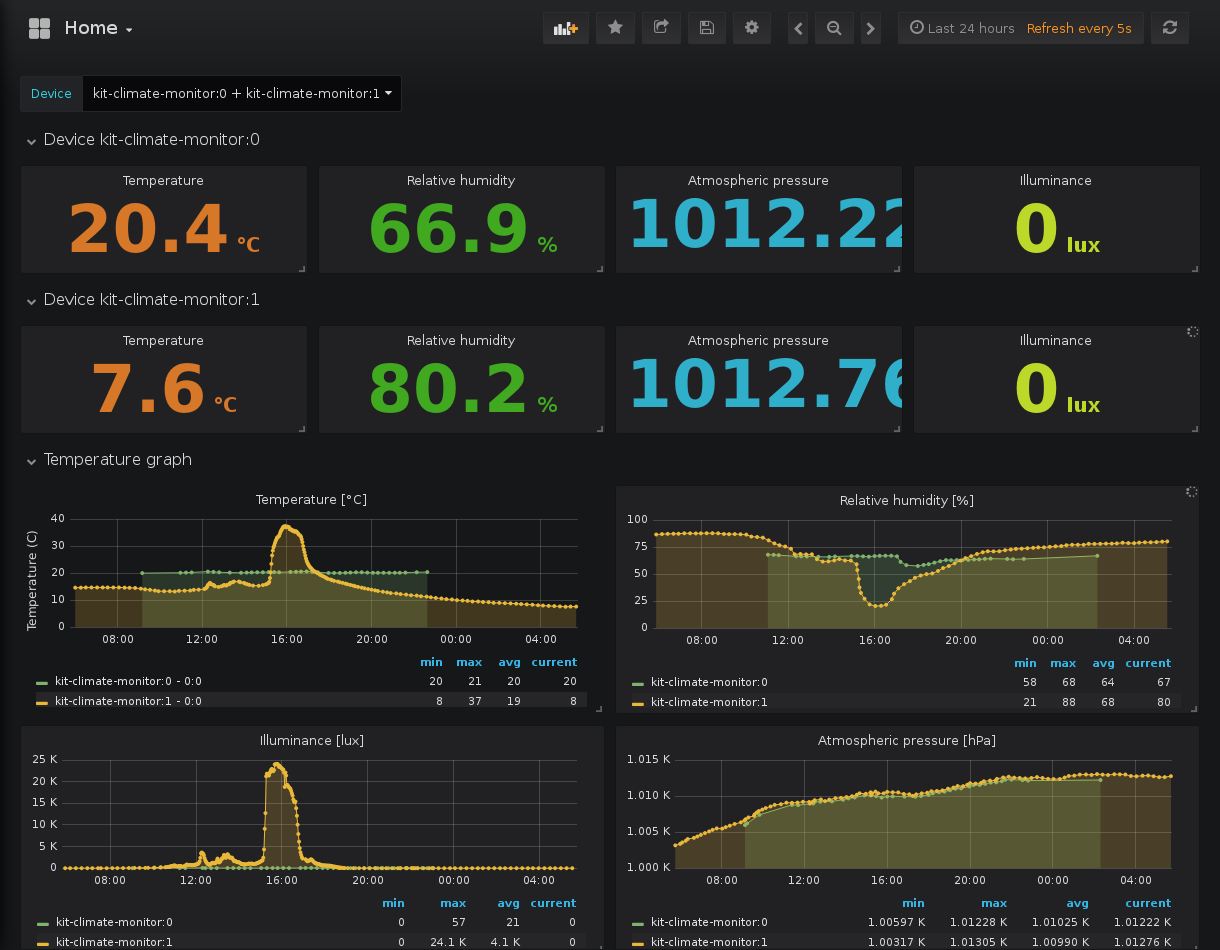 Home
Last 24 hours Refresh every 5s
Device kit-climate-monitor:0 + kit-climate-monitor:1
Device kit-climate-monitor:0
Temperature Relative humidity Atmospheric pressure Illuminance
20.4 °C 66.9 % 1012.22 0 lux
Device kit-climate-monitor:1
Temperature Relative humidity Atmospheric pressure Illuminance
7.6 °C 80.2 % 1012.76 0 lux
Temperature graph
Temperature [°C]
Temperature (C)
40
30
20
10
0
08:00 12:00 16:00 20:00 00:00 04:00
min max avg current
kit-climate-monitor:0 - 0:0 20 21 20 20
kit-climate-monitor:1 - 0:0 8 37 19 8
Relative humidity [%]
100
75
50
25
0
08:00 12:00 16:00 20:00 00:00 04:00
min max avg current
kit-climate-monitor:0 58 68 64 67
kit-climate-monitor:1 21 88 68 80
Illuminance [lux]
25 K
20 K
15 K
10 K
5 K
0
08:00 12:00 16:00 20:00 00:00 04:00
min max avg current
kit-climate-monitor:0 0 57 21 0
kit-climate-monitor:1 0 24.1 K 4.1 K 0
Atmospheric pressure [hPa]
1.015 K
1.010 K
1.005 K
1.000 K
08:00 12:00 16:00 20:00 00:00 04:00
min max avg current
kit-climate-monitor:0 1.00597 K 1.01228 K 1.01025 K 1.01222 K
kit-climate-monitor:1 1.00317 K 1.01305 K 1.00990 K 1.01276 K